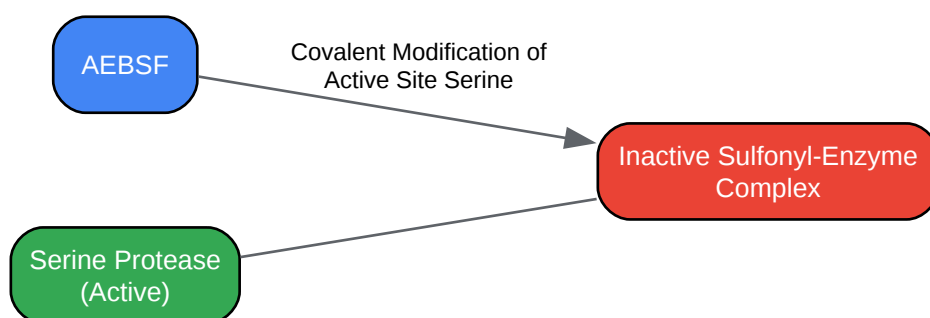 AEBSF
Covalent Modification of
Active Site Serine
Inactive Sulfonyl-Enzyme
Complex
Serine Protease
(Active)